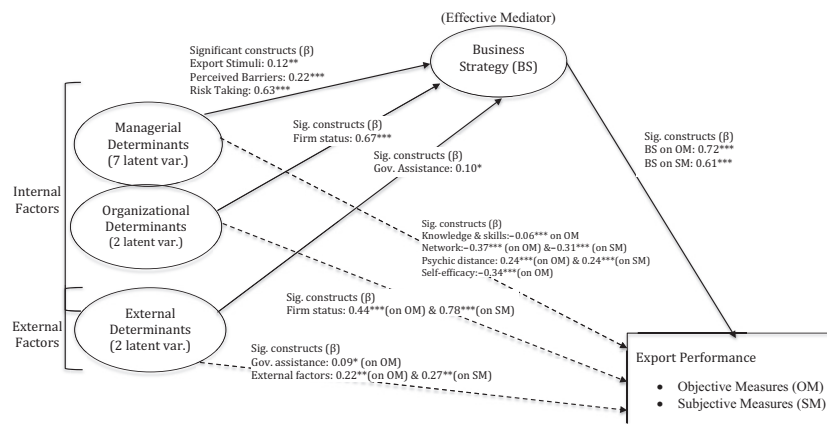 (Effective Mediator)
Business
Strategy (BS)
Significant constructs (β)
Export Stimuli: 0.12**
Perceived Barriers: 0.22***
Risk Taking: 0.63***
Managerial
Determinants
(7 latent var.)
Sig. constructs (β)
Firm status: 0.67***
Sig. constructs (β)
Gov. Assistance: 0.10*
Sig. constructs (β)
BS on OM: 0.72***
BS on SM: 0.61***
Internal
Factors
Organizational
Determinants
(2 latent var.)
Sig. constructs (β)
Knowledge & skills:−0.06*** on OM
Network:−0.37*** (on OM) &−0.31*** (on SM)
Psychic distance: 0.24***(on OM) & 0.24***(on SM)
Self-efficacy:−0.34***(on OM)
External
Factors
External
Determinants
(2 latent var.)
Sig. constructs (β)
Firm status: 0.44***(on OM) & 0.78***(on SM)
Sig. constructs (β)
Gov. assistance: 0.09* (on OM)
External factors: 0.22**(on OM) & 0.27**(on SM)
Export Performance
• Objective Measures (OM)
• Subjective Measures (SM)